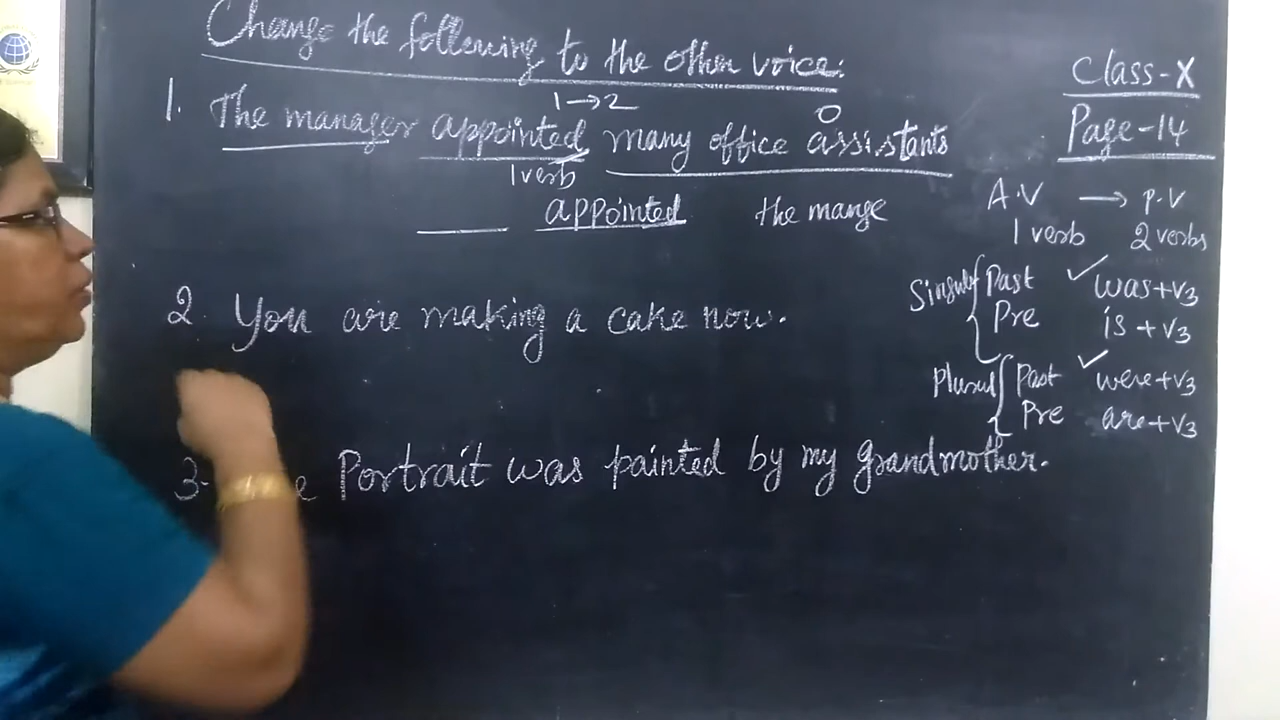 Change the following to the other voice:
Class-X
Page-14
1→2
O
1. The manager appointed many office assistants
1 verb
appointed the mange
A.V → P.V
1 verb 2 verbs
Past ✓ was+V3
Pre is+V3
2. You are making a cake now.
Past ✓ were+V3
Pre are+V3
3. Portrait was painted by my grandmother.